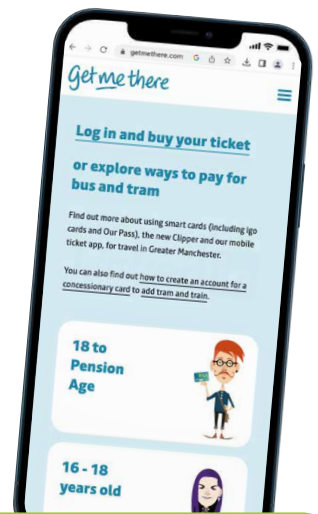 getmethere.com
Get me there
Log in and buy your ticket
or explore ways to pay for
bus and tram
Find out more about using smart cards (including igo
cards and Our Pass), the new Clipper and our mobile
ticket app, for travel in Greater Manchester.
You can also find out how to create an account for a
concessionary card to add tram and train.
18 to
Pension
Age
16 - 18
years old